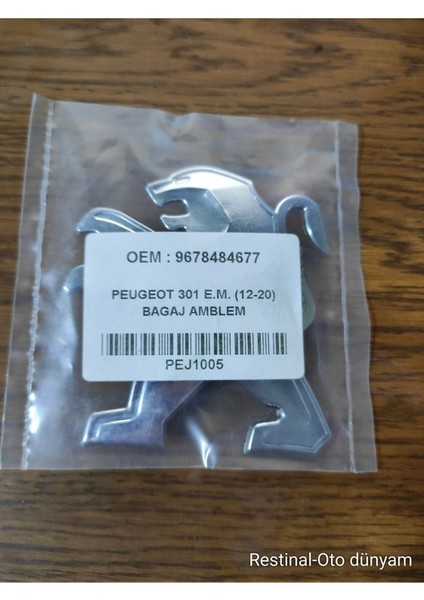 OEM : 9678484677
PEUGEOT 301 E.M. (12-20)
BAGAJ AMBLEM
PEJ1005
Restinal-Oto dünyam